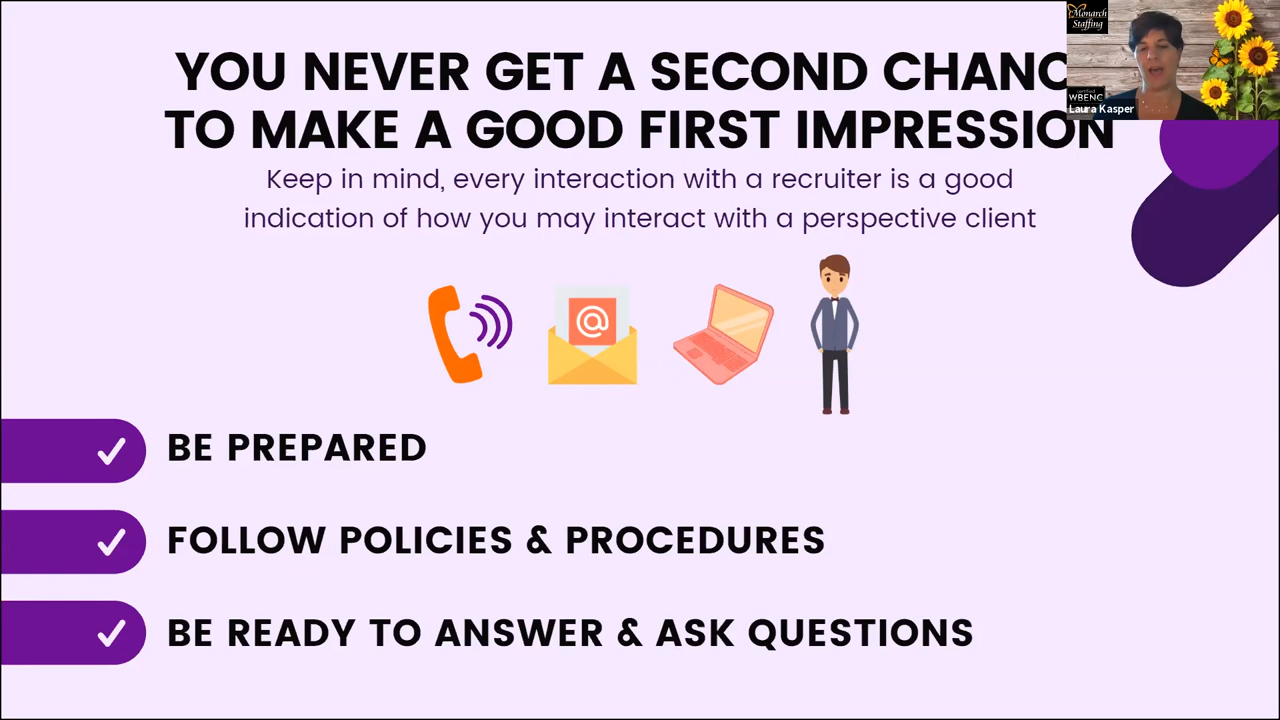 YOU NEVER GET A SECOND CHANC
TO MAKE A GOOD FIRST IMPRESSION
Keep in mind, every interaction with a recruiter is a good
indication of how you may interact with a perspective client
@
BE PREPARED
FOLLOW POLICIES & PROCEDURES
BE READY TO ANSWER & ASK QUESTIONS
Monarch
Staffing
certified
WBENC
Laura Kasper